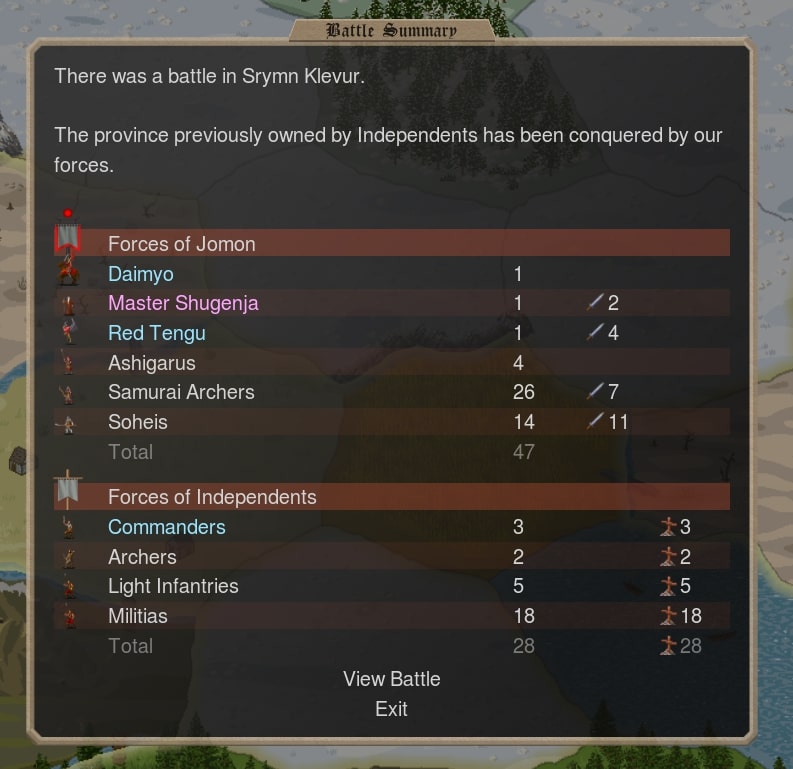 Battle Summary
There was a battle in Srymn Klevur.
The province previously owned by Independents has been conquered by our
forces.
Forces of Jomon
Daimyo 1
Master Shugenja 1 2
Red Tengu 1 4
Ashigarus 4
Samurai Archers 26 7
Soheis 14 11
Total 47
Forces of Independents
Commanders 3 3
Archers 2 2
Light Infantries 5 5
Militias 18 18
Total 28 28
View Battle
Exit